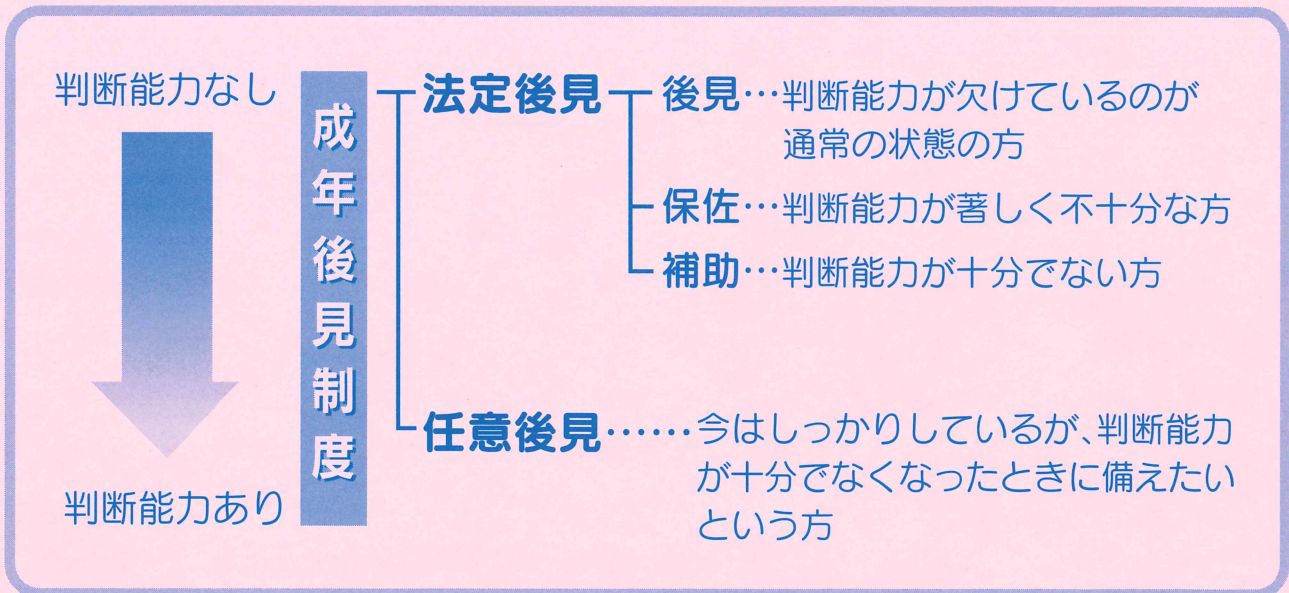 判断能力なし
判断能力あり
成年後見制度
法定後見
後見…判断能力が欠けているのが
通常の状態の方
保佐…判断能力が著しく不十分な方
補助…判断能力が十分でない方
任意後見……今はしっかりしているが、判断能力
が十分でなくなったときに備えたい
という方